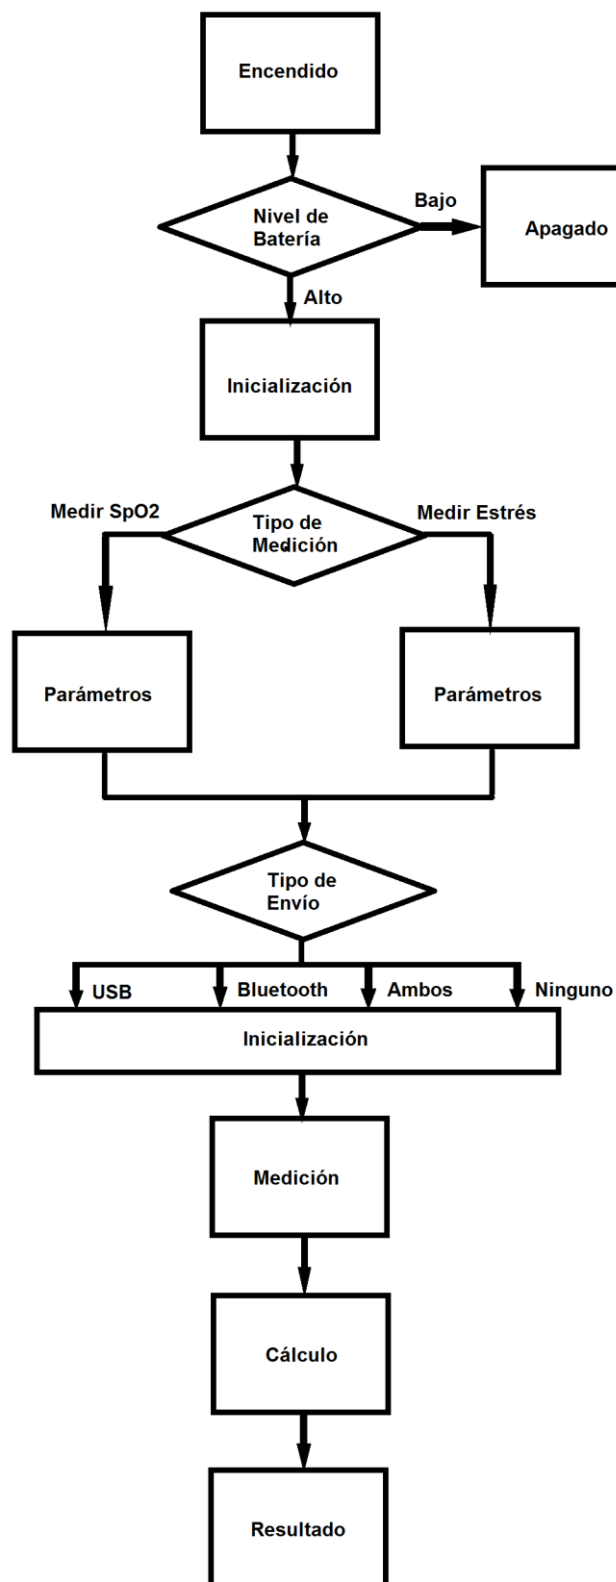 Encendido
Nivel de
Batería
Bajo
Apagado
Alto
Inicialización
Medir SpO2
Tipo de
Medición
Medir Estrés
Parámetros
Parámetros
Tipo de
Envío
USB
Bluetooth
Ambos
Ninguno
Inicialización
Medición
Cálculo
Resultado